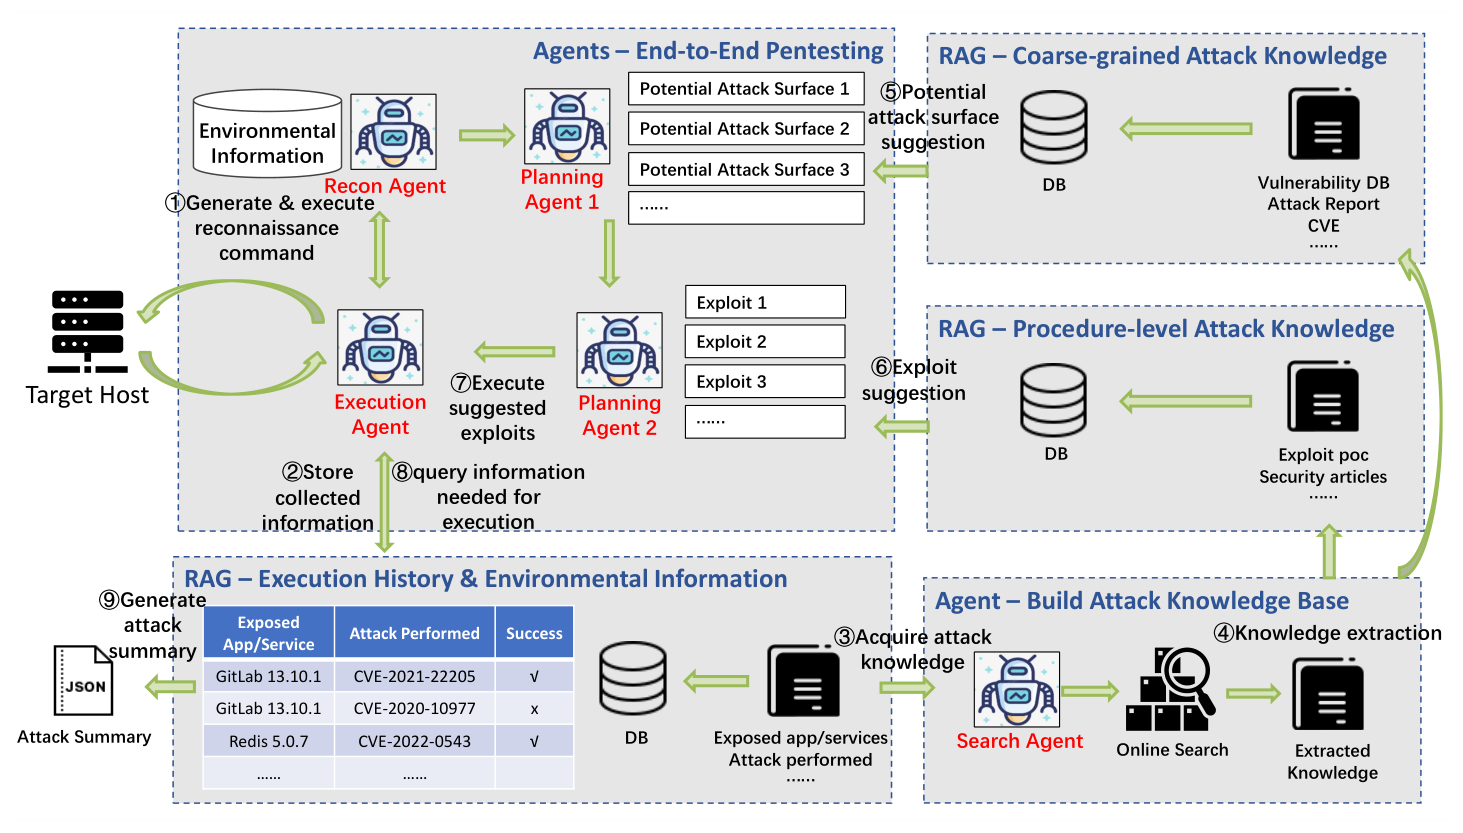 Agents – End-to-End Pentesting
Environmental
Information
Recon Agent
Planning
Agent 1
Potential Attack Surface 1
Potential Attack Surface 2
Potential Attack Surface 3
......
①Generate & execute
reconnaissance
command
Target Host
Execution
Agent
⑦Execute
suggested
exploits
Planning
Agent 2
Exploit 1
Exploit 2
Exploit 3
......
②Store
collected
information
⑧query information
needed for
execution
⑤Potential
attack surface
suggestion
RAG – Coarse-grained Attack Knowledge
DB
Vulnerability DB
Attack Report
CVE
......
⑥Exploit
suggestion
RAG – Procedure-level Attack Knowledge
DB
Exploit poc
Security articles
......
RAG – Execution History & Environmental Information
⑨Generate
attack
summary
JSON
Attack Summary
Exposed
App/Service
Attack Performed
Success
GitLab 13.10.1
CVE-2021-22205
√
GitLab 13.10.1
CVE-2020-10977
x
Redis 5.0.7
CVE-2022-0543
√
......
......
DB
Exposed app/services
Attack performed
......
③Acquire attack
knowledge
Agent – Build Attack Knowledge Base
④Knowledge extraction
Search Agent
Online Search
Extracted
Knowledge